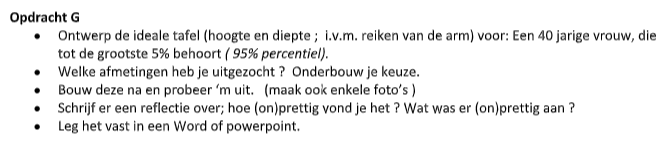 Opdracht G
• Ontwerp de ideale tafel (hoogte en diepte ; i.v.m. reiken van de arm) voor: Een 40 jarige vrouw, die
tot de grootste 5% behoort ( 95% percentiel).
• Welke afmetingen heb je uitgezocht ? Onderbouw je keuze.
• Bouw deze na en probeer ‘m uit. (maak ook enkele foto’s )
• Schrijf er een reflectie over; hoe (on)prettig vond je het ? Wat was er (on)prettig aan ?
• Leg het vast in een Word of powerpoint.